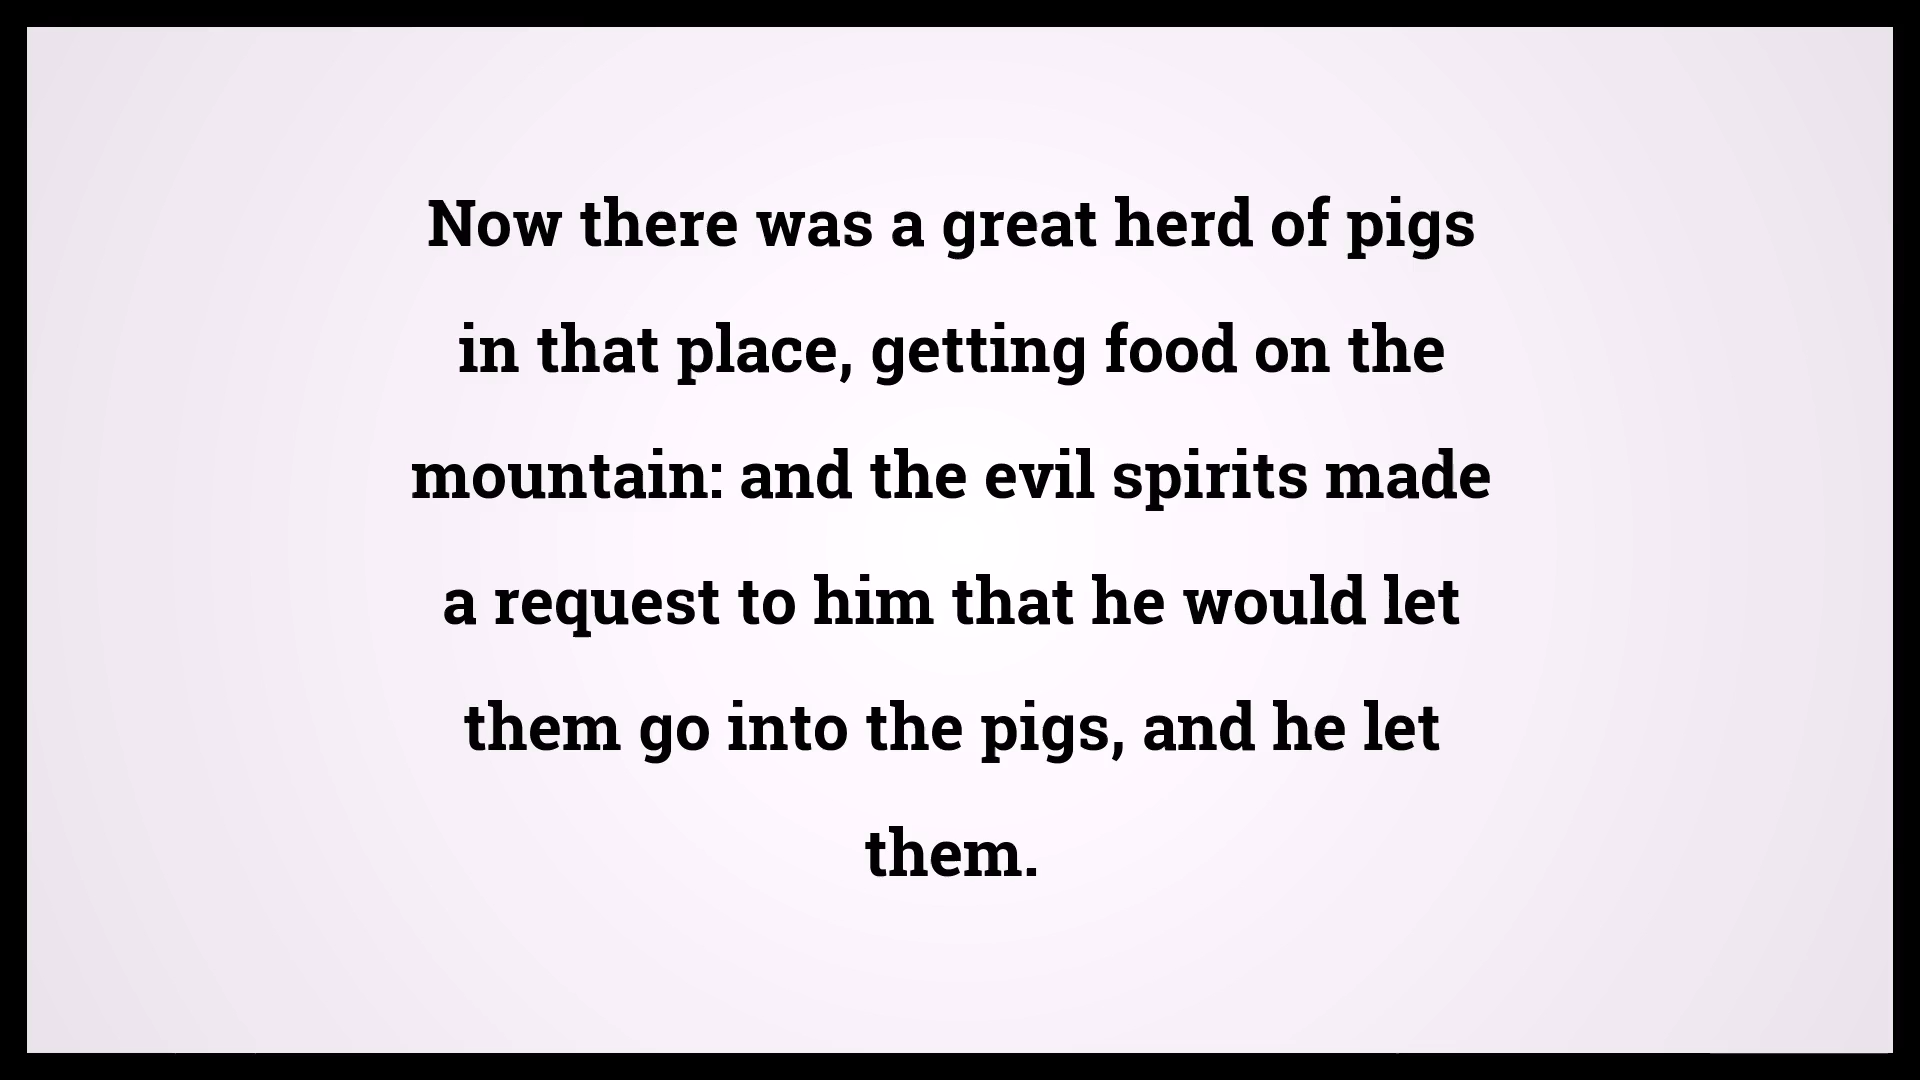 Now there was a great herd of pigs
in that place, getting food on the
mountain: and the evil spirits made
a request to him that he would let
them go into the pigs, and he let
them.